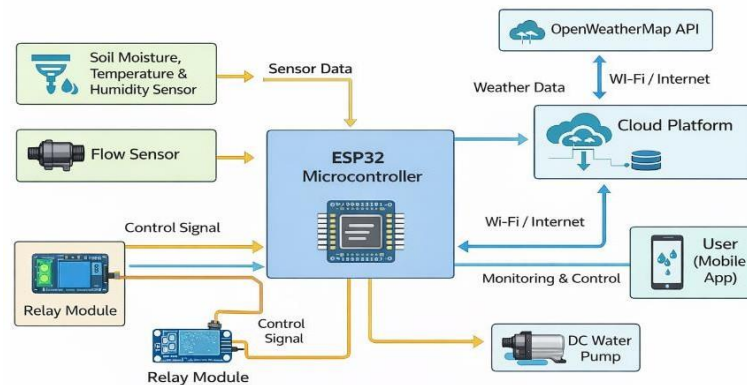 Soil Moisture,
Temperature &
Humidity Sensor
Sensor Data
Flow Sensor
Control Signal
Relay Module
Control
Signal
Relay Module
ESP32
Microcontroller
OpenWeatherMap API
Weather Data
WI-Fi / Internet
Cloud Platform
Wi-Fi / Internet
Monitoring & Control
User
(Mobile
App)
DC Water
Pump